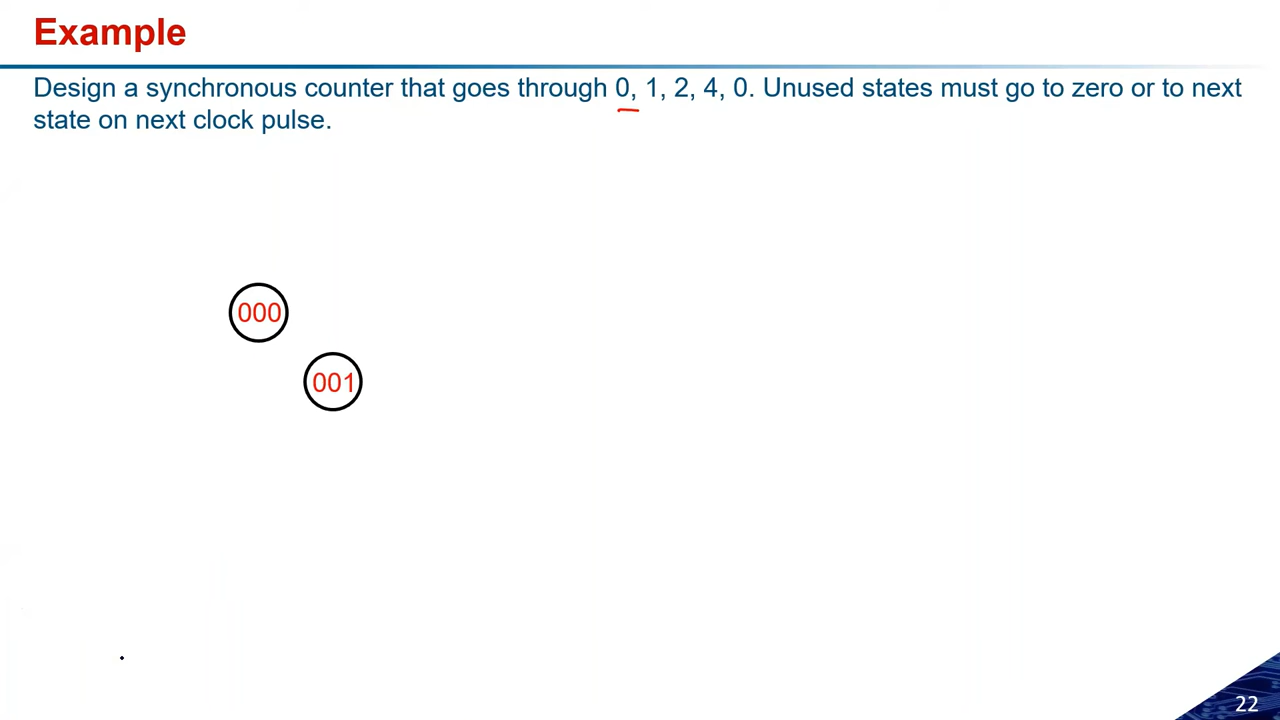 Example
Design a synchronous counter that goes through 0, 1, 2, 4, 0. Unused states must go to zero or to next
state on next clock pulse.
000
001
22